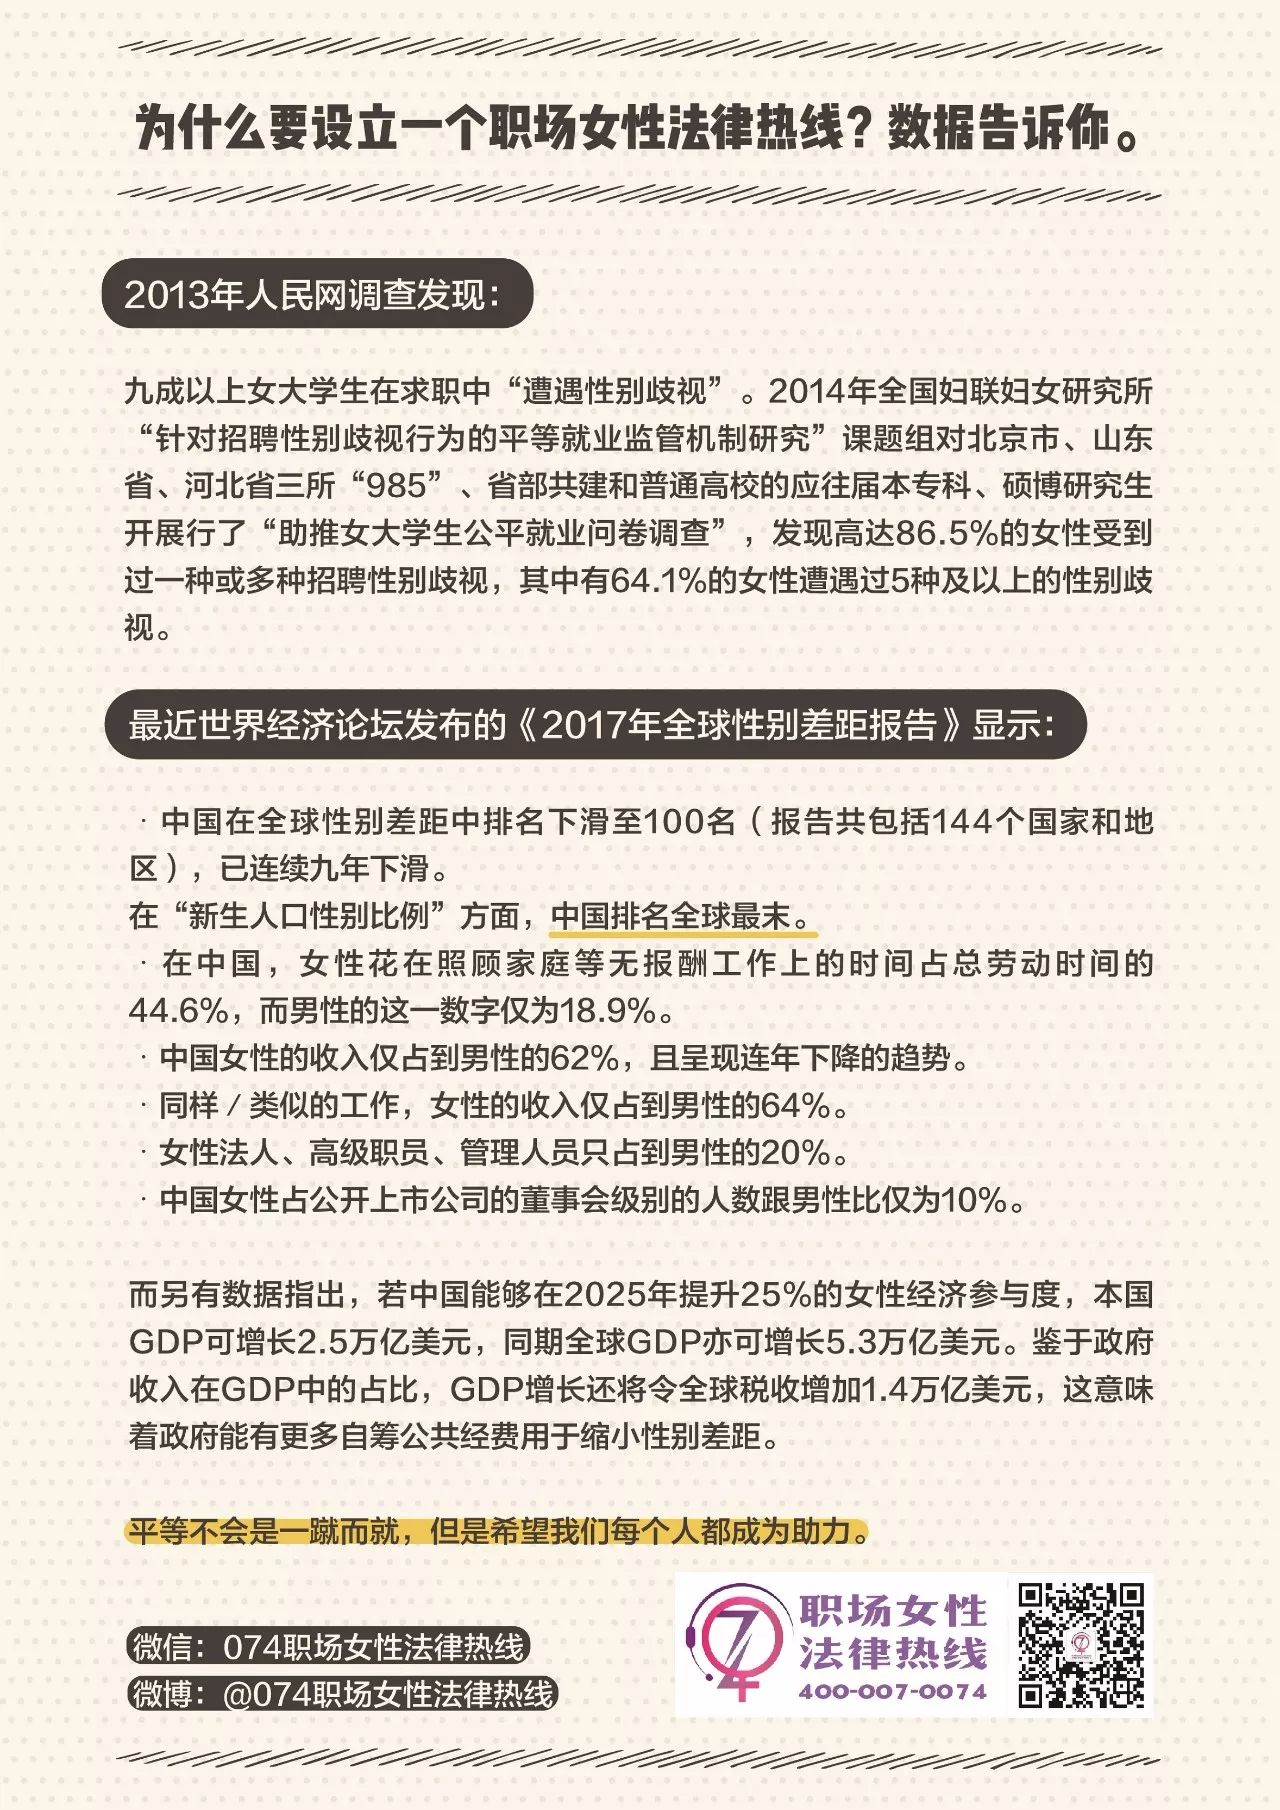 为什么要设立一个职场女性法律热线？数据告诉你。
2013年人民网调查发现：
九成以上女大学生在求职中“遭遇性别歧视”。2014年全国妇联妇女研究所
“针对招聘性别歧视行为的平等就业监管机制研究”课题组对北京市、山东
省、河北省三所“985”、省部共建和普通高校的应往届本专科、硕博研究生
开展行了“助推女大学生公平就业问卷调查”，发现高达86.5%的女性受到
过一种或多种招聘性别歧视，其中有64.1%的女性遭遇过5种及以上的性别歧
视。
最近世界经济论坛发布的《2017年全球性别差距报告》显示：
· 中国在全球性别差距中排名下滑至100名（报告共包括144个国家和地
区），已连续九年下滑。
在“新生人口性别比例”方面，中国排名全球最末。
· 在中国，女性花在照顾家庭等无报酬工作上的时间占总劳动时间的
44.6%，而男性的这一数字仅为18.9%。
· 中国女性的收入仅占到男性的62%，且呈现连年下降的趋势。
· 同样／类似的工作，女性的收入仅占到男性的64%。
· 女性法人、高级职员、管理人员只占到男性的20%。
· 中国女性占公开上市公司的董事会级别的人数跟男性比仅为10%。
而另有数据指出，若中国能够在2025年提升25%的女性经济参与度，本国
GDP可增长2.5万亿美元，同期全球GDP亦可增长5.3万亿美元。鉴于政府
收入在GDP中的占比，GDP增长还将令全球税收增加1.4万亿美元，这意味
着政府能有更多自筹公共经费用于缩小性别差距。
平等不会是一蹴而就，但是希望我们每个人都成为助力。
微信：074职场女性法律热线
微博：@074职场女性法律热线
职场女性
法律热线
400-007-0074